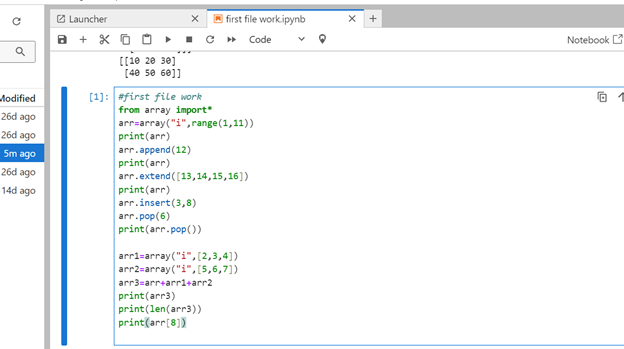 Launcher
first file work.ipynb
Code
Notebook
[[10 20 30]
[40 50 60]]
Modified
26d ago
26d ago
5m ago
26d ago
14d ago
[1]:
#first file work
from array import*
arr=array("i",range(1,11))
print(arr)
arr.append(12)
print(arr)
arr.extend([13,14,15,16])
print(arr)
arr.insert(3,8)
arr.pop(6)
print(arr.pop())
arr1=array("i",[2,3,4])
arr2=array("i",[5,6,7])
arr3=arr+arr1+arr2
print(arr3)
print(len(arr3))
print(arr[8])